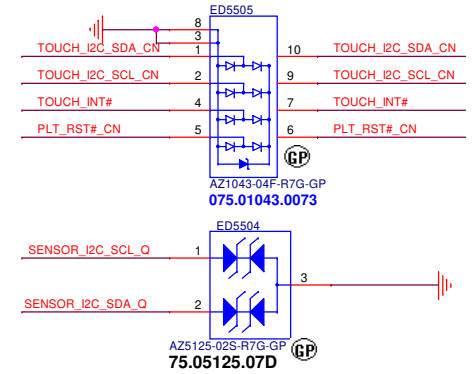 ED5505
8
3
TOUCH_I2C_SDA_CN 1 10 TOUCH_I2C_SDA_CN
TOUCH_I2C_SCL_CN 2 9 TOUCH_I2C_SCL_CN
TOUCH_INT# 4 7 TOUCH_INT#
PLT_RST#_CN 5 6 PLT_RST#_CN
GP
AZ1043-04F-R7G-GP
075.01043.0073
ED5504
SENSOR_I2C_SCL_Q 1
3
SENSOR_I2C_SDA_Q 2
AZ5125-02S-R7G-GP GP
75.05125.07D